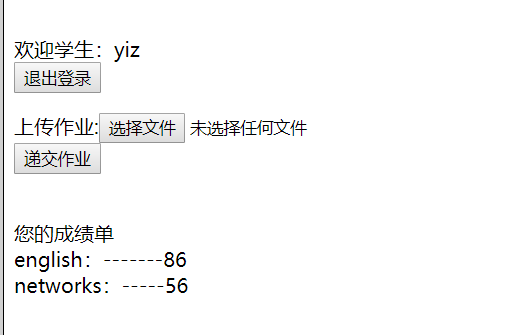 欢迎学生：yiz
退出登录
上传作业:选择文件 未选择任何文件
递交作业
您的成绩单
english：-------86
networks：-----56